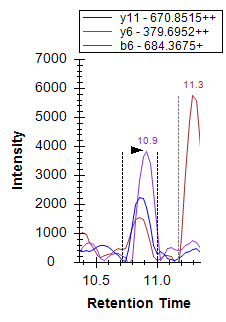 y11 - 670.8515++
y6 - 379.6952++
b6 - 684.3675+
7000
6000
5000
4000
3000
2000
1000
0
Intensity
10.9
11.3
10.5
11.0
Retention Time